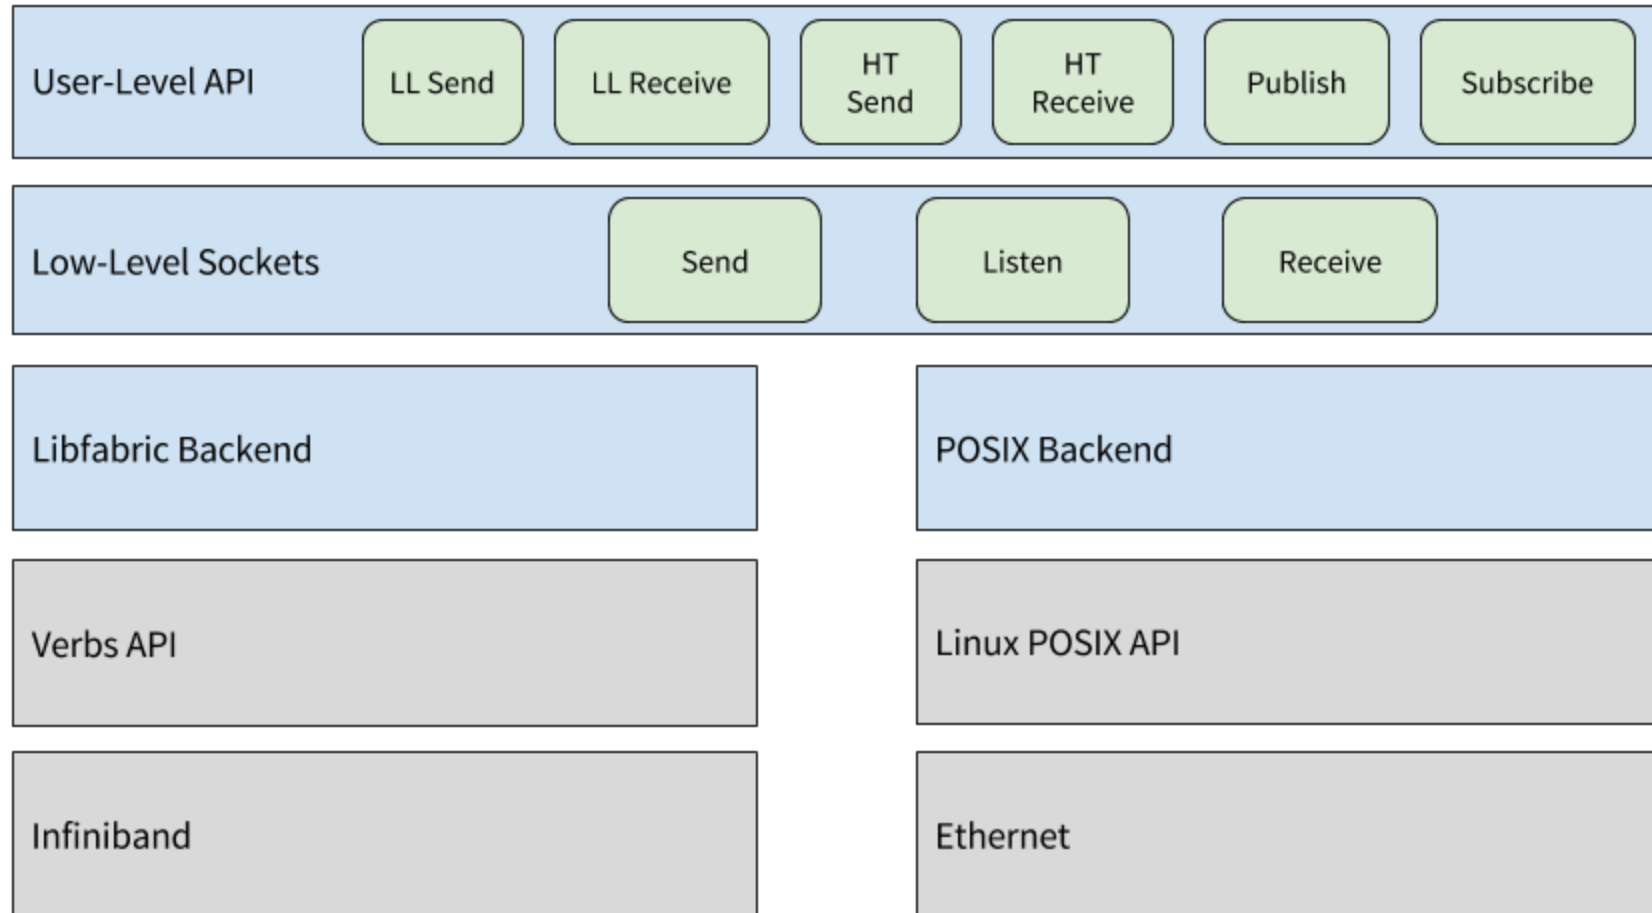 User-Level API
LL Send
LL Receive
HT
Send
HT
Receive
Publish
Subscribe
Low-Level Sockets
Send
Listen
Receive
Libfabric Backend
POSIX Backend
Verbs API
Linux POSIX API
Infiniband
Ethernet